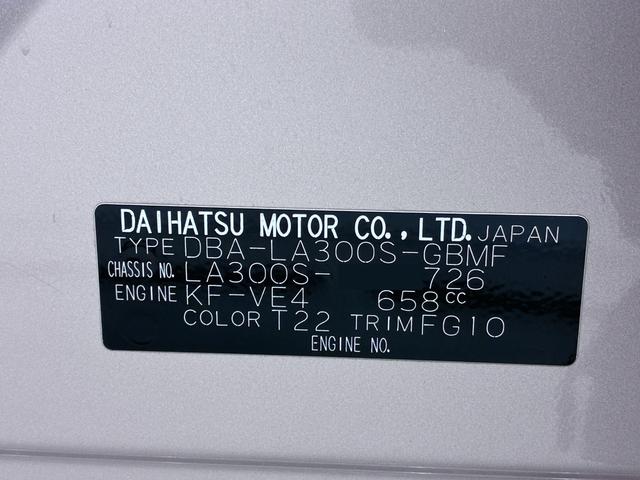 DAIHATSU MOTOR CO., LTD. JAPAN
TYPE DBA-LA300S-GBMF
CHASSIS NO. LA300S- 726
ENGINE KF-VE4 658CC
COLOR T22 TRIM FG10
ENGINE NO.